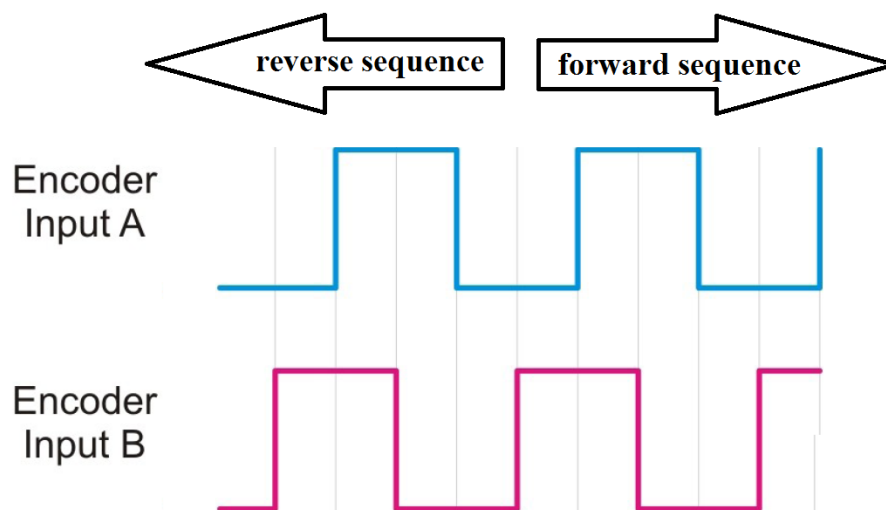 reverse sequence
forward sequence
Encoder
Input A
Encoder
Input B